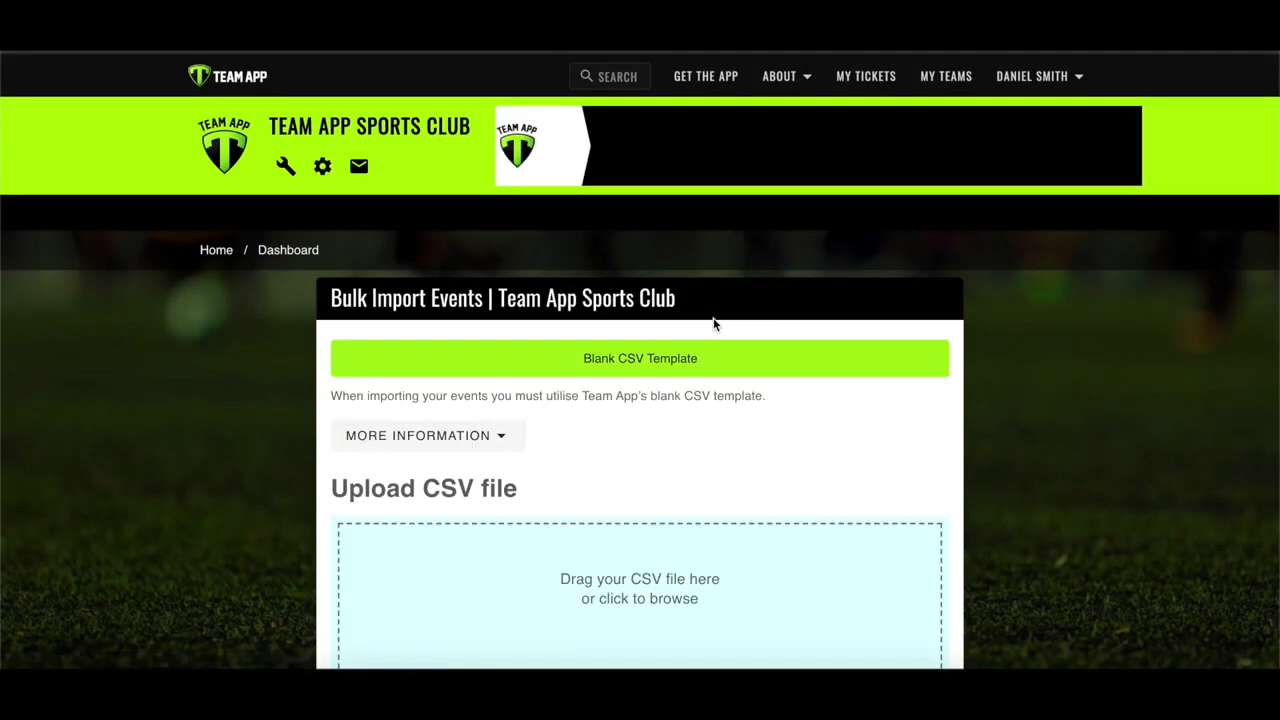 TEAM APP
SEARCH
GET THE APP
ABOUT
MY TICKETS
MY TEAMS
DANIEL SMITH
TEAM APP
TEAM APP SPORTS CLUB
TEAM APP
Home / Dashboard
Bulk Import Events | Team App Sports Club
Blank CSV Template
When importing your events you must utilise Team App's blank CSV template.
MORE INFORMATION
Upload CSV file
Drag your CSV file here
or click to browse